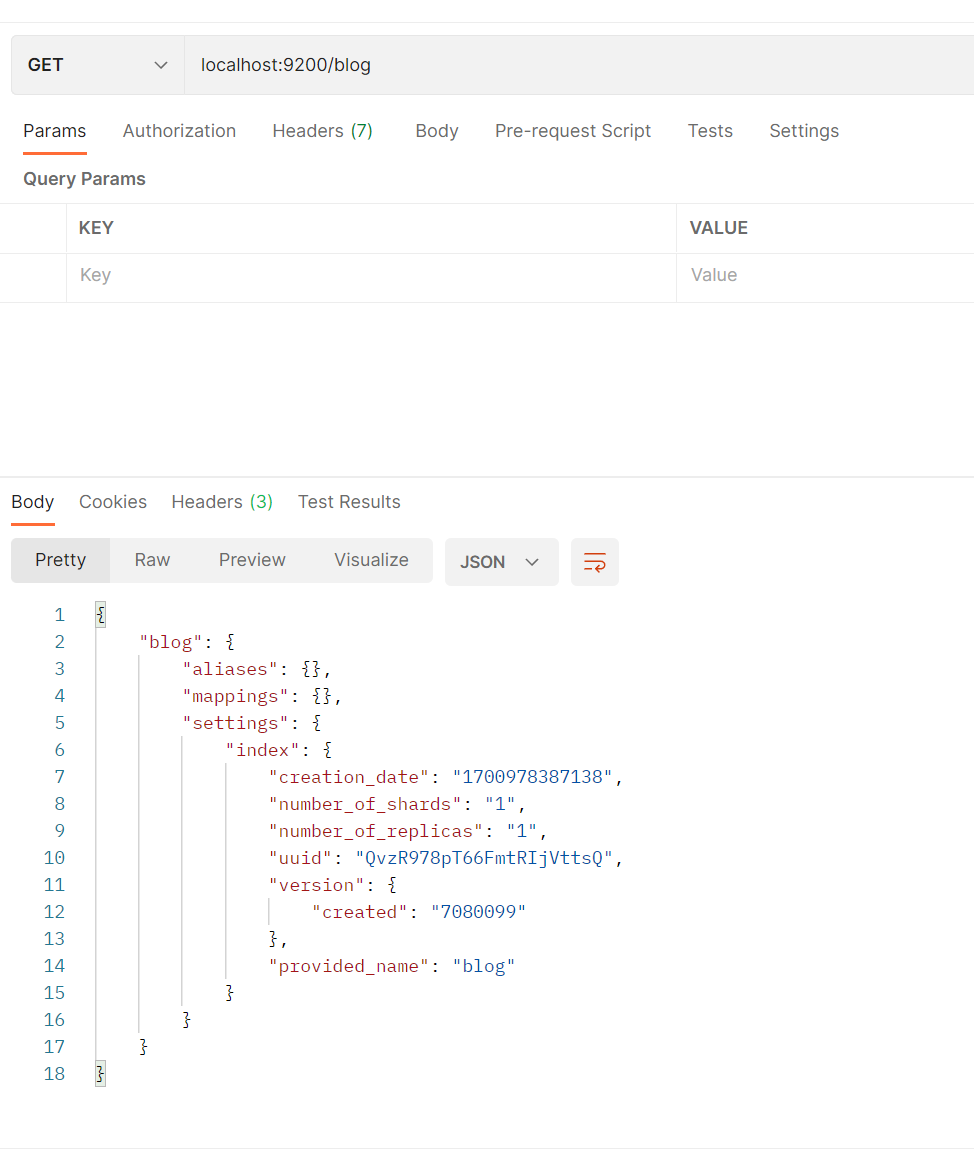 GET localhost:9200/blog
Params Authorization Headers (7) Body Pre-request Script Tests Settings
Query Params
KEY VALUE
Key Value
Body Cookies Headers (3) Test Results
Pretty Raw Preview Visualize JSON
1 {
2 "blog": {
3 "aliases": {},
4 "mappings": {},
5 "settings": {
6 "index": {
7 "creation_date": "1700978387138",
8 "number_of_shards": "1",
9 "number_of_replicas": "1",
10 "uuid": "QvzR978pT66FmtRIjVttsQ",
11 "version": {
12 "created": "7080099"
13 },
14 "provided_name": "blog"
15 }
16 }
17 }
18 }